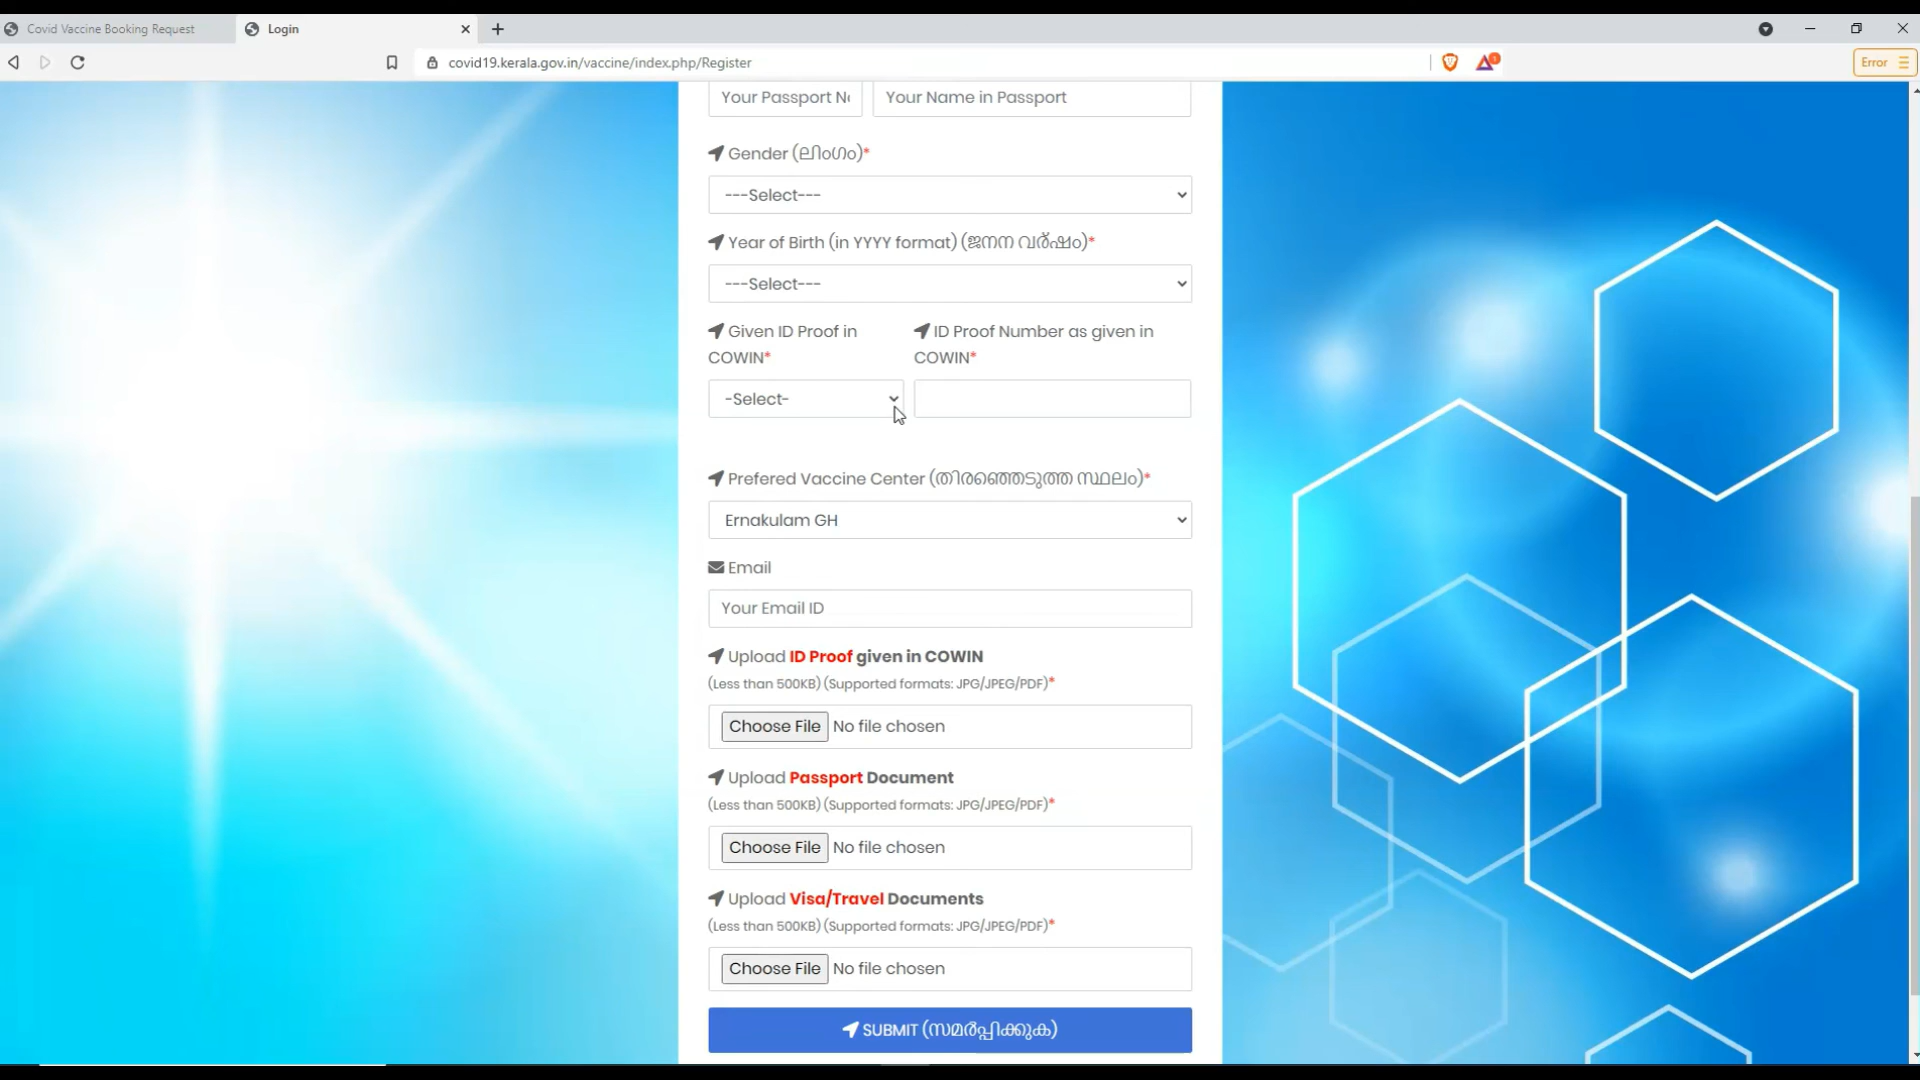 Covid Vaccine Booking Request
Login
covid19.kerala.gov.in/vaccine/index.php/Register
1
Error
Your Passport No
Your Name in Passport
Gender (ലിംഗം)*
---Select---
Year of Birth (in YYYY format) (ജനന വർഷം)*
---Select---
Given ID Proof in
COWIN*
ID Proof Number as given in
COWIN*
-Select-
Prefered Vaccine Center (തിരഞ്ഞെടുത്ത സ്ഥലം)*
Ernakulam GH
Email
Your Email ID
Upload ID Proof given in COWIN
(Less than 500KB) (Supported formats: JPG/JPEG/PDF)*
Choose File No file chosen
Upload Passport Document
(Less than 500KB) (Supported formats: JPG/JPEG/PDF)*
Choose File No file chosen
Upload Visa/Travel Documents
(Less than 500KB) (Supported formats: JPG/JPEG/PDF)*
Choose File No file chosen
SUBMIT (സമർപ്പിക്കുക)